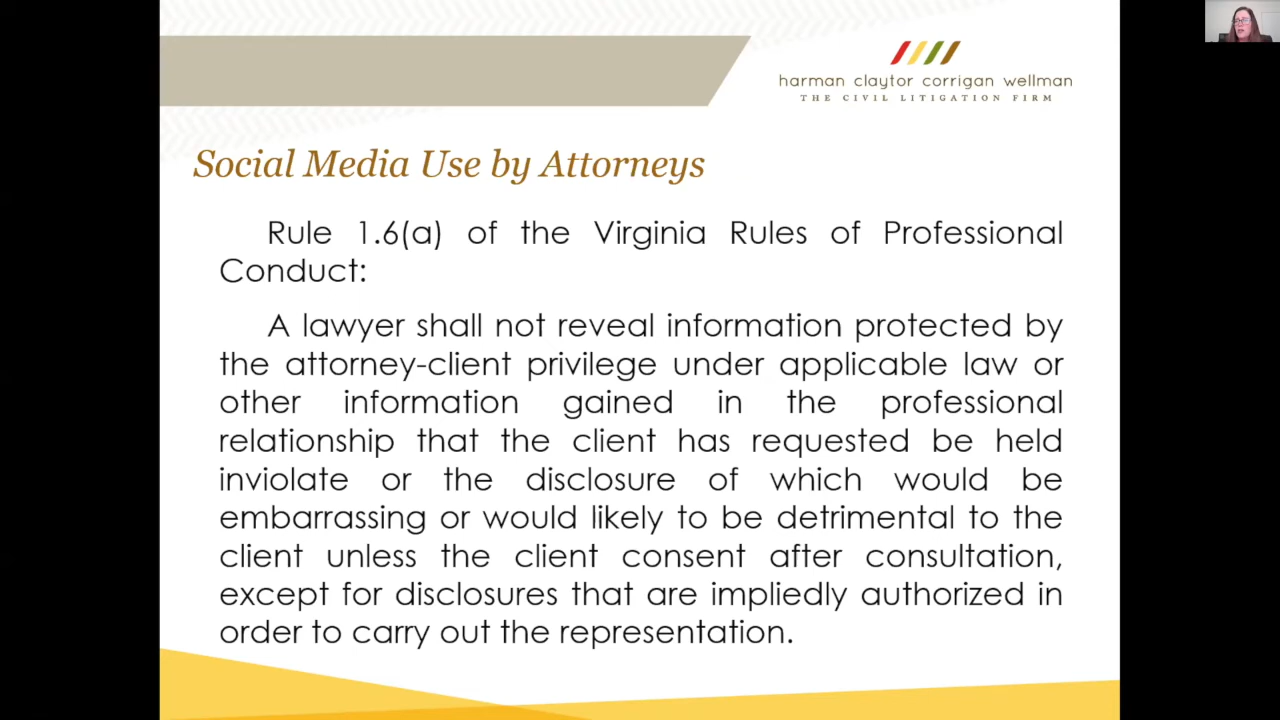 harman claytor corrigan wellman
THE CIVIL LITIGATION FIRM
Social Media Use by Attorneys
Rule 1.6(a) of the Virginia Rules of Professional
Conduct:
A lawyer shall not reveal information protected by
the attorney-client privilege under applicable law or
other information gained in the professional
relationship that the client has requested be held
inviolate or the disclosure of which would be
embarrassing or would likely to be detrimental to the
client unless the client consent after consultation,
except for disclosures that are impliedly authorized in
order to carry out the representation.